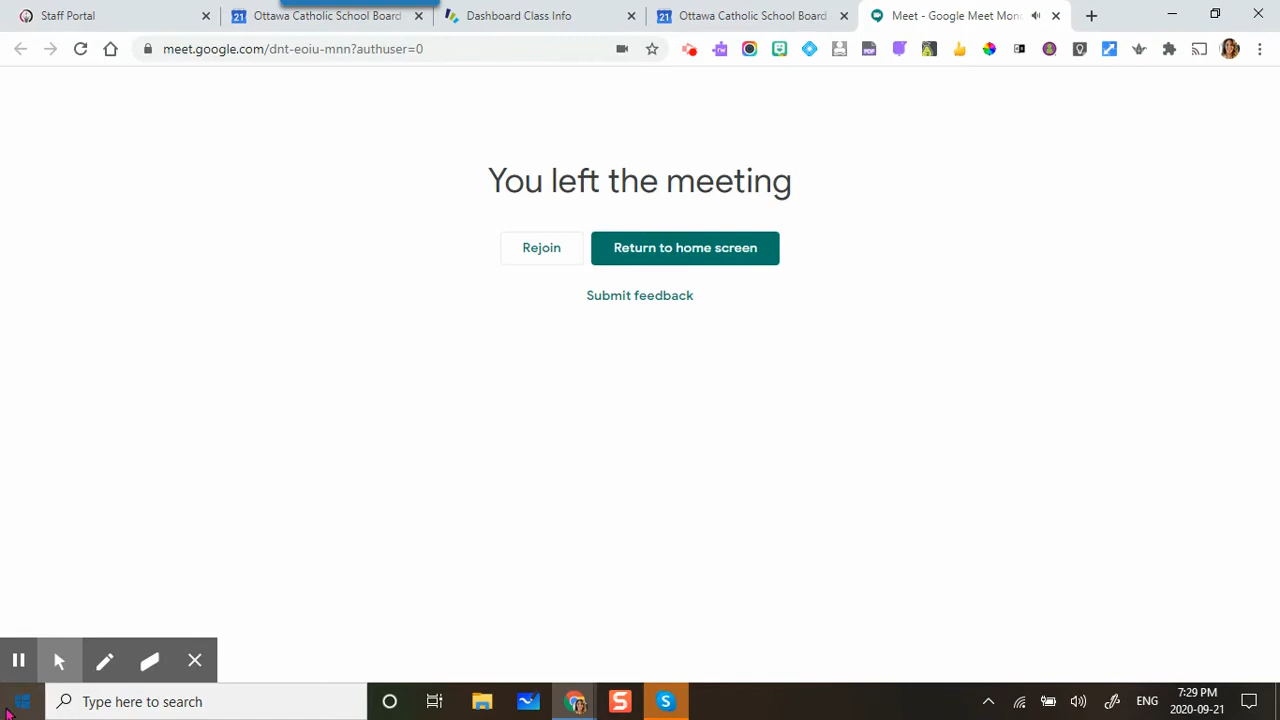 Staff Portal
Ottawa Catholic School Board
Dashboard Class Info
Ottawa Catholic School Board
Meet - Google Meet Mon
meet.google.com/dnt-eoiu-mnn?authuser=0
You left the meeting
Rejoin
Return to home screen
Submit feedback
Type here to search
ENG
7:29 PM
2020-09-21